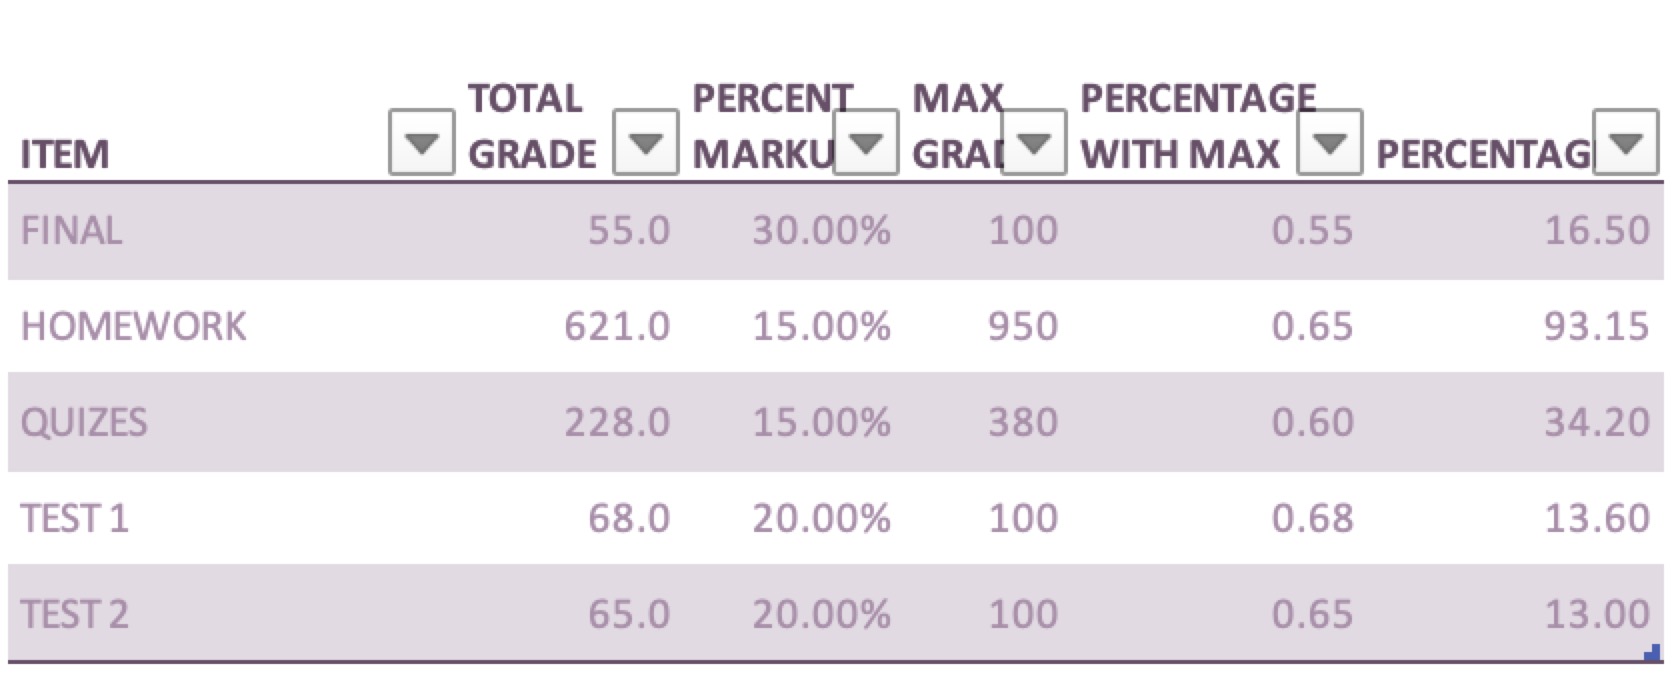 ITEM TOTAL GRADE PERCENT MARKU MAX GRAD PERCENTAGE WITH MAX PERCENTAG
FINAL 55.0 30.00% 100 0.55 16.50
HOMEWORK 621.0 15.00% 950 0.65 93.15
QUIZES 228.0 15.00% 380 0.60 34.20
TEST 1 68.0 20.00% 100 0.68 13.60
TEST 2 65.0 20.00% 100 0.65 13.00